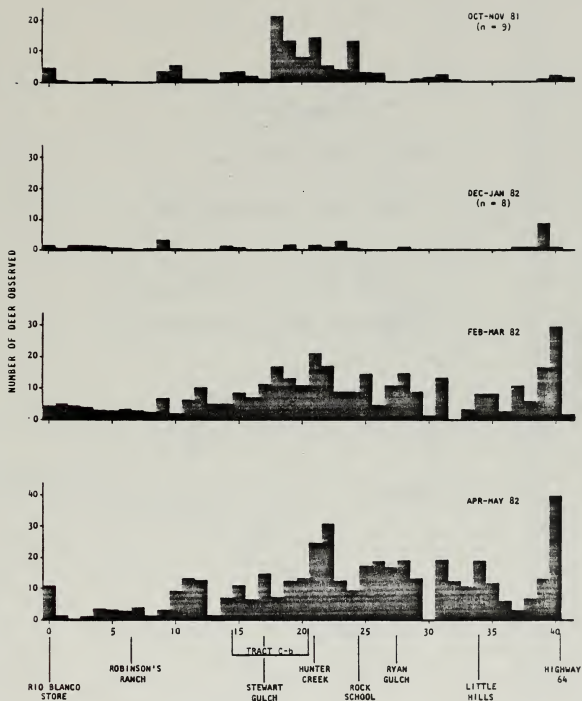 OCT-NOV 81
(n = 9)
20
10
0
DEC-JAN 82
(n = 8)
30
20
10
0
NUMBER OF DEER OBSERVED
FEB-MAR 82
30
20
10
0
APR-MAY 82
40
30
20
10
0
0 5 10 15 20 25 30 35 40
TRACT C-b
ROBINSON'S RANCH
HUNTER CREEK
RYAN GULCH
HIGHWAY 64
RIO BLANCO STORE
STEWART GULCH
ROCK SCHOOL
LITTLE HILLS